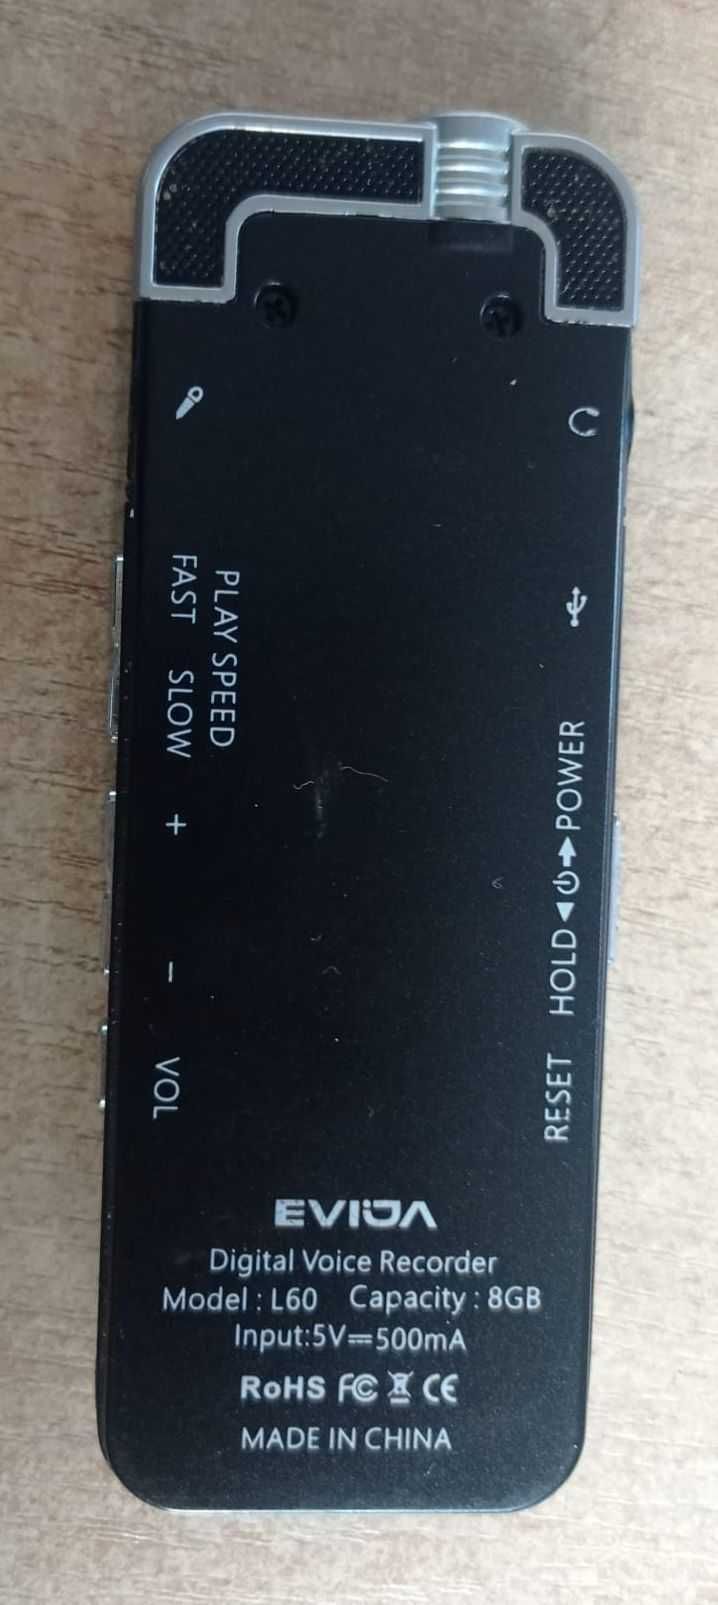 PLAY SPEED
FAST SLOW
+
-
VOL
POWER
HOLD
RESET
EVIDA
Digital Voice Recorder
Model : L60 Capacity : 8GB
Input:5V⎓500mA
RoHS FC CE
MADE IN CHINA